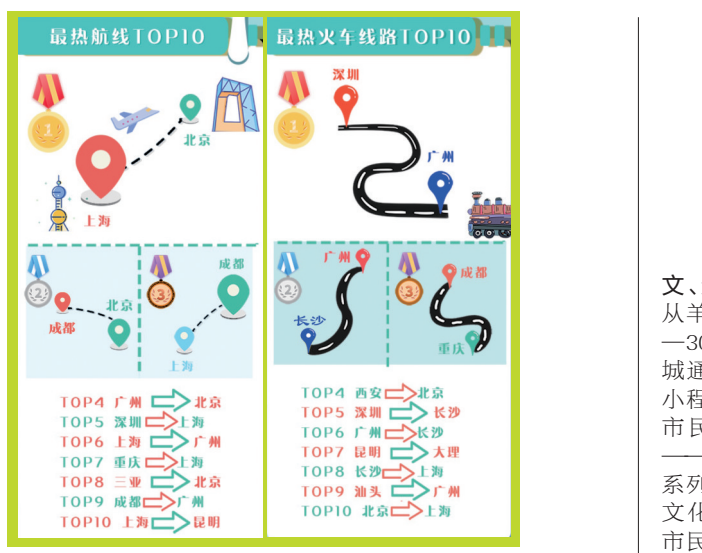 最热航线TOP10
1
北京
上海
2
成都
北京
3
成都
上海
TOP4 广州 北京
TOP5 深圳 上海
TOP6 上海 广州
TOP7 重庆 上海
TOP8 三亚 北京
TOP9 成都 广州
TOP10 上海 昆明
最热火车线路TOP10
1
深圳
广州
2
广州
长沙
3
成都
重庆
TOP4 西安 北京
TOP5 深圳 长沙
TOP6 广州 长沙
TOP7 昆明 大理
TOP8 长沙 上海
TOP9 汕头 广州
TOP10 北京 上海
文、
从羊
—30
城通
小程
市民
——
系列
文化
市民